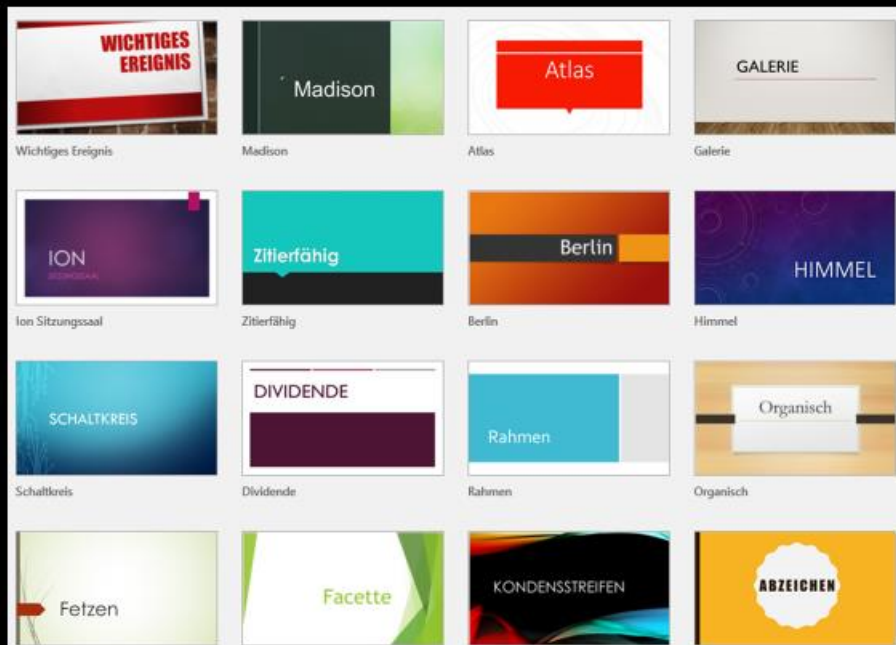 WICHTIGES
EREIGNIS
Wichtiges Ereignis
Madison
Madison
Atlas
Atlas
GALERIE
Galerie
ION
SITZUNGSSAAL
Ion Sitzungssaal
Zitierfähig
Zitierfähig
Berlin
Berlin
HIMMEL
Himmel
SCHALTKREIS
Schaltkreis
DIVIDENDE
Dividende
Rahmen
Rahmen
Organisch
Organisch
Fetzen
Facette
KONDENSSTREIFEN
ABZEICHEN